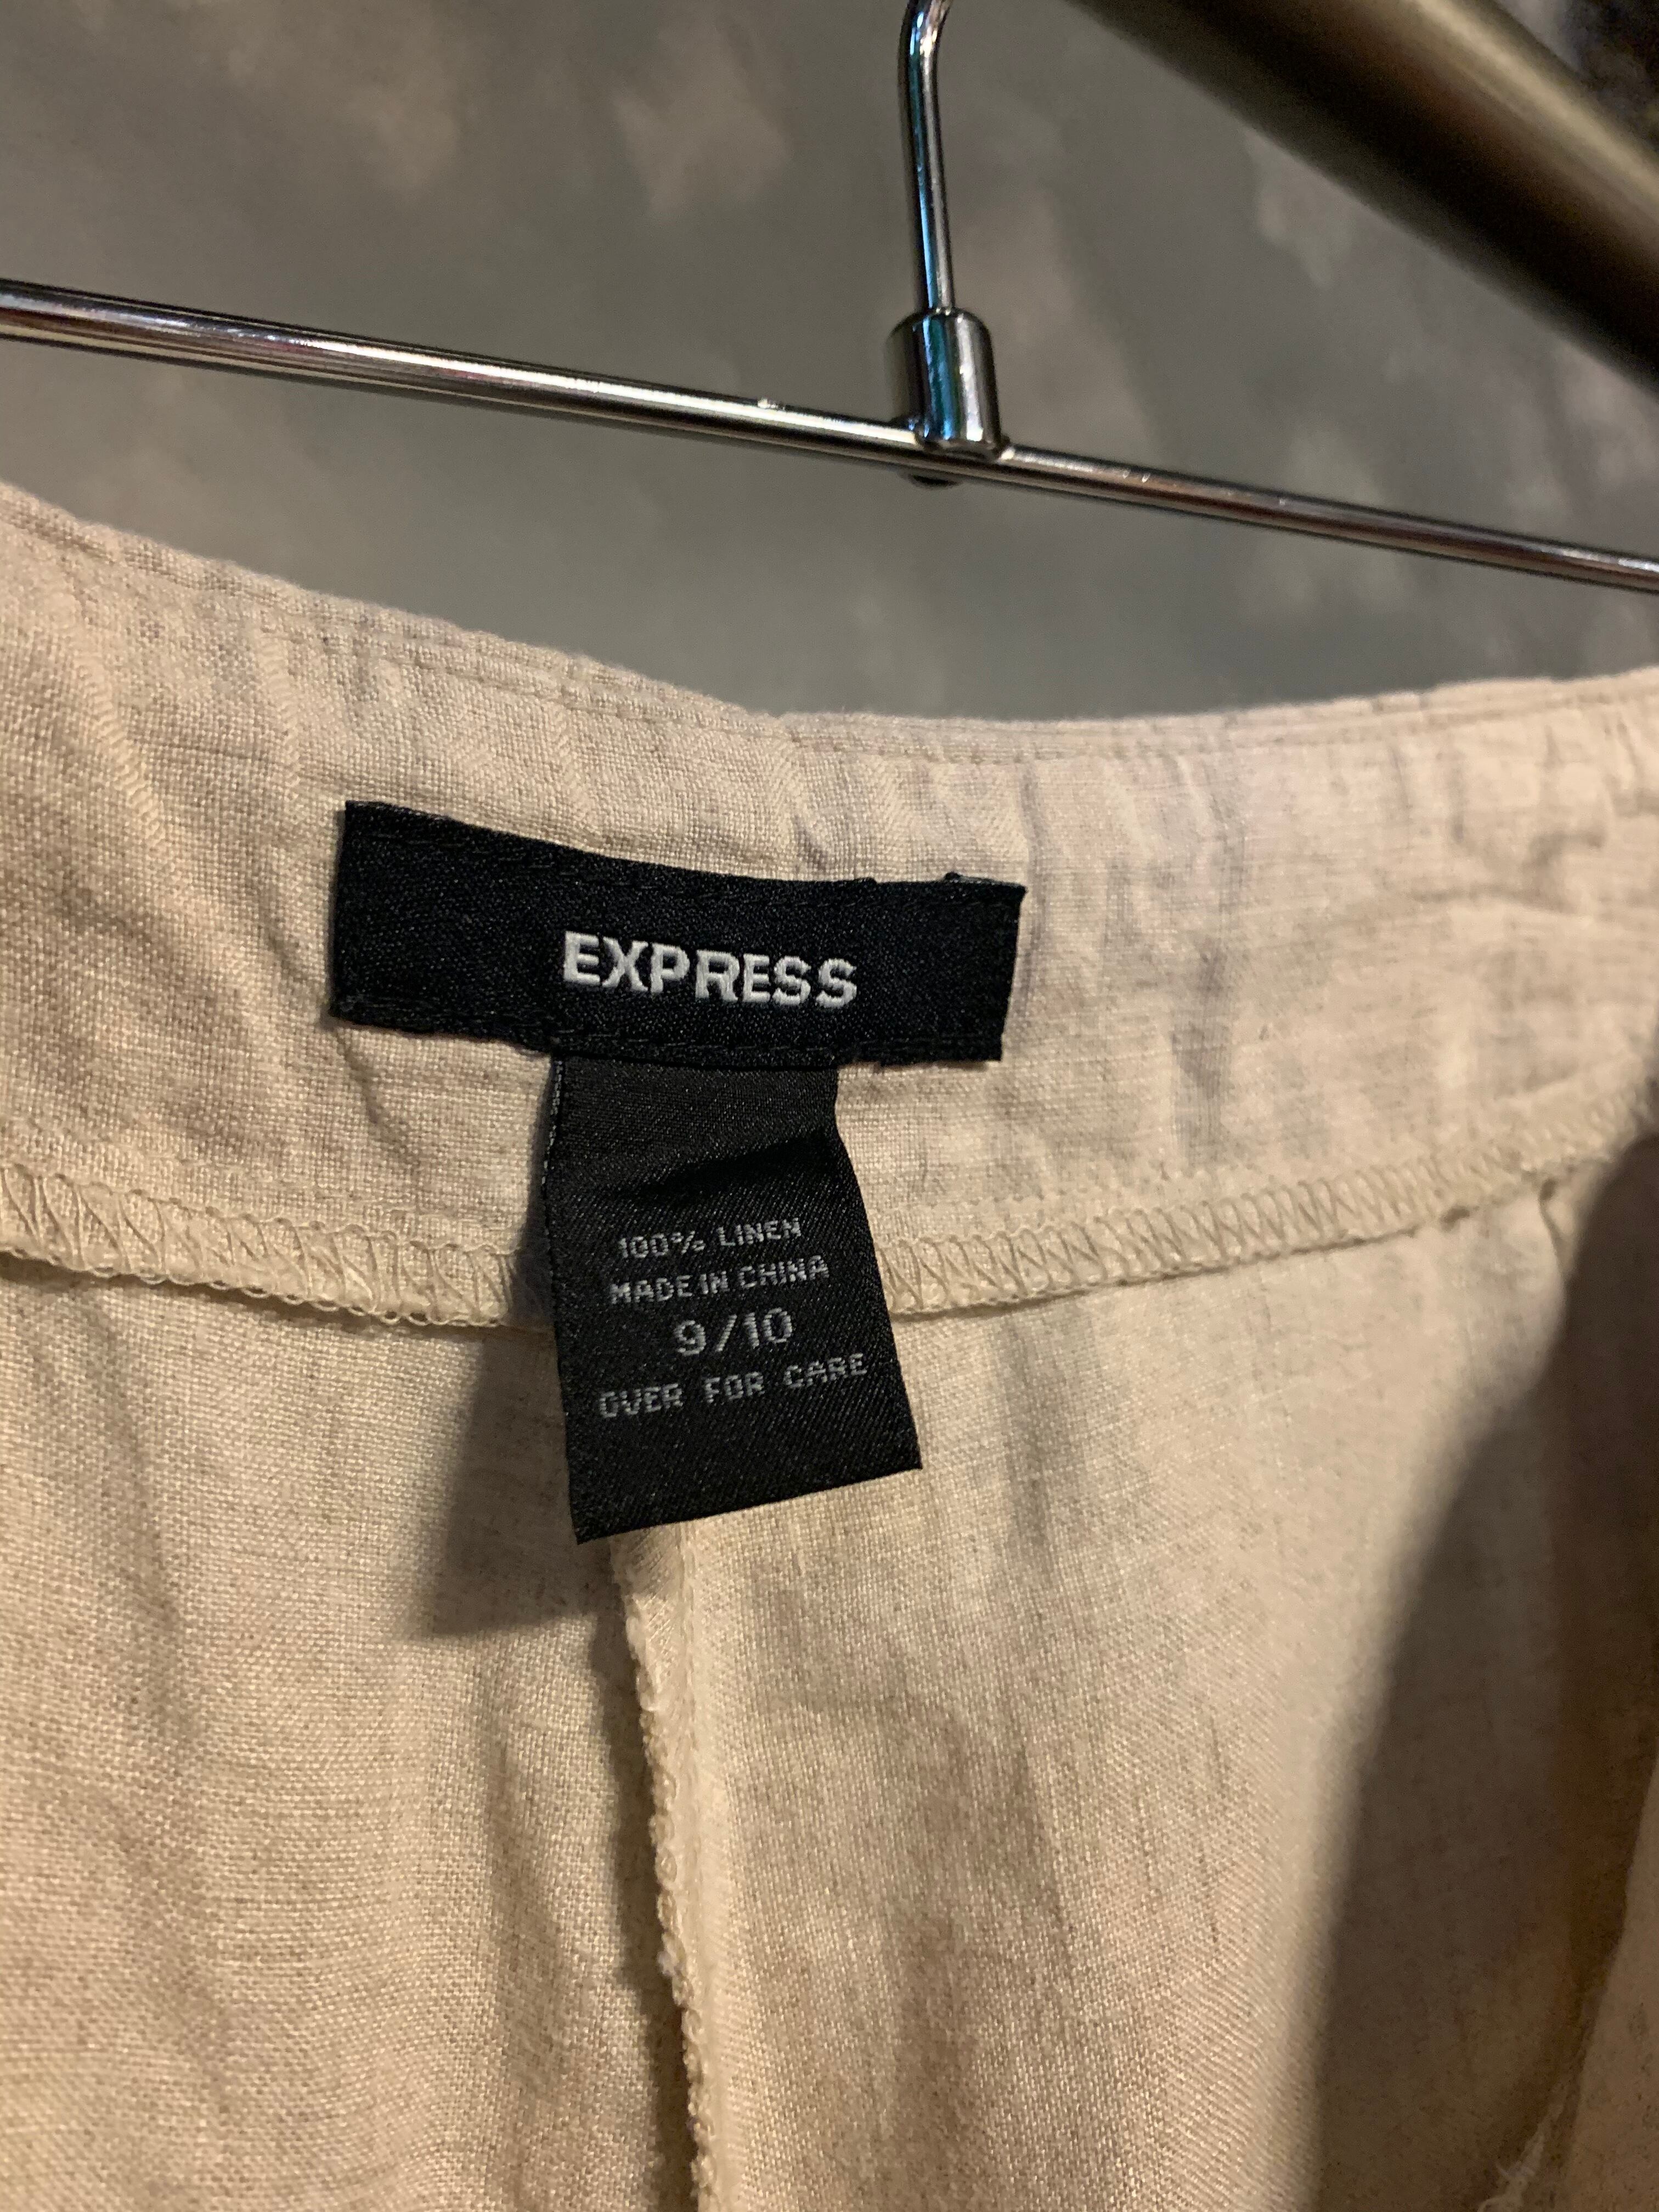 EXPRESS
100% LINEN
MADE IN CHINA
9/10
OVER FOR CARE